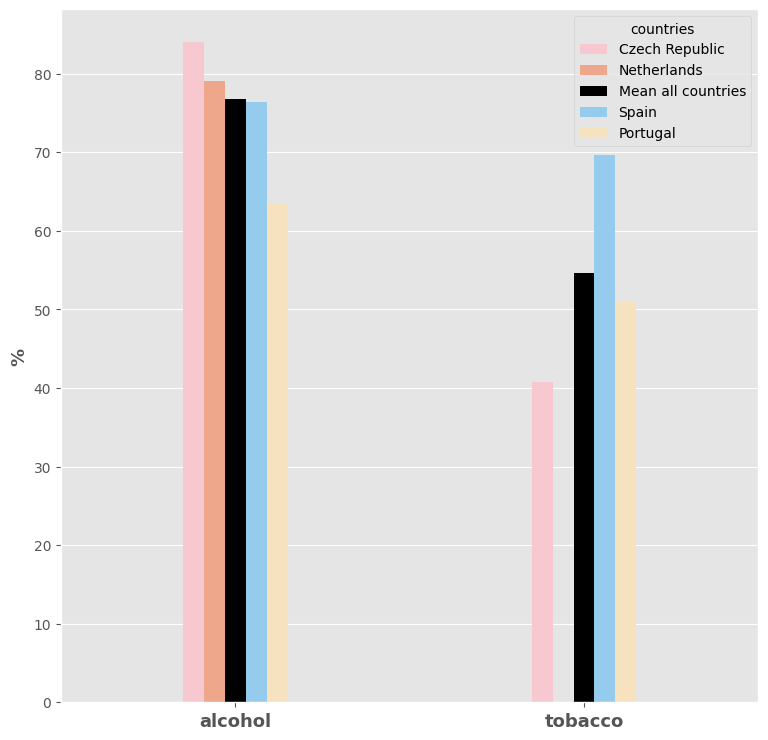 countries
Czech Republic
Netherlands
Mean all countries
Spain
Portugal
80
70
60
50
40
30
20
10
0
%
alcohol tobacco